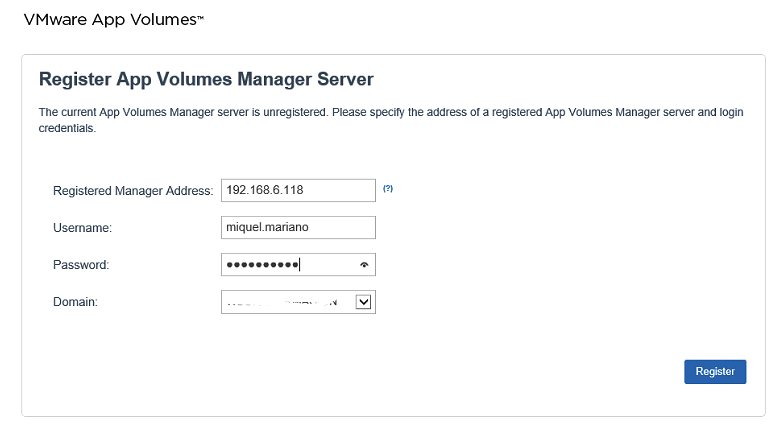 VMware App Volumes™
Register App Volumes Manager Server
The current App Volumes Manager server is unregistered. Please specify the address of a registered App Volumes Manager server and login
credentials.
Registered Manager Address: 192.168.6.118 (?)
Username: miquel.mariano
Password: ●●●●●●●●●●
Domain:
Register